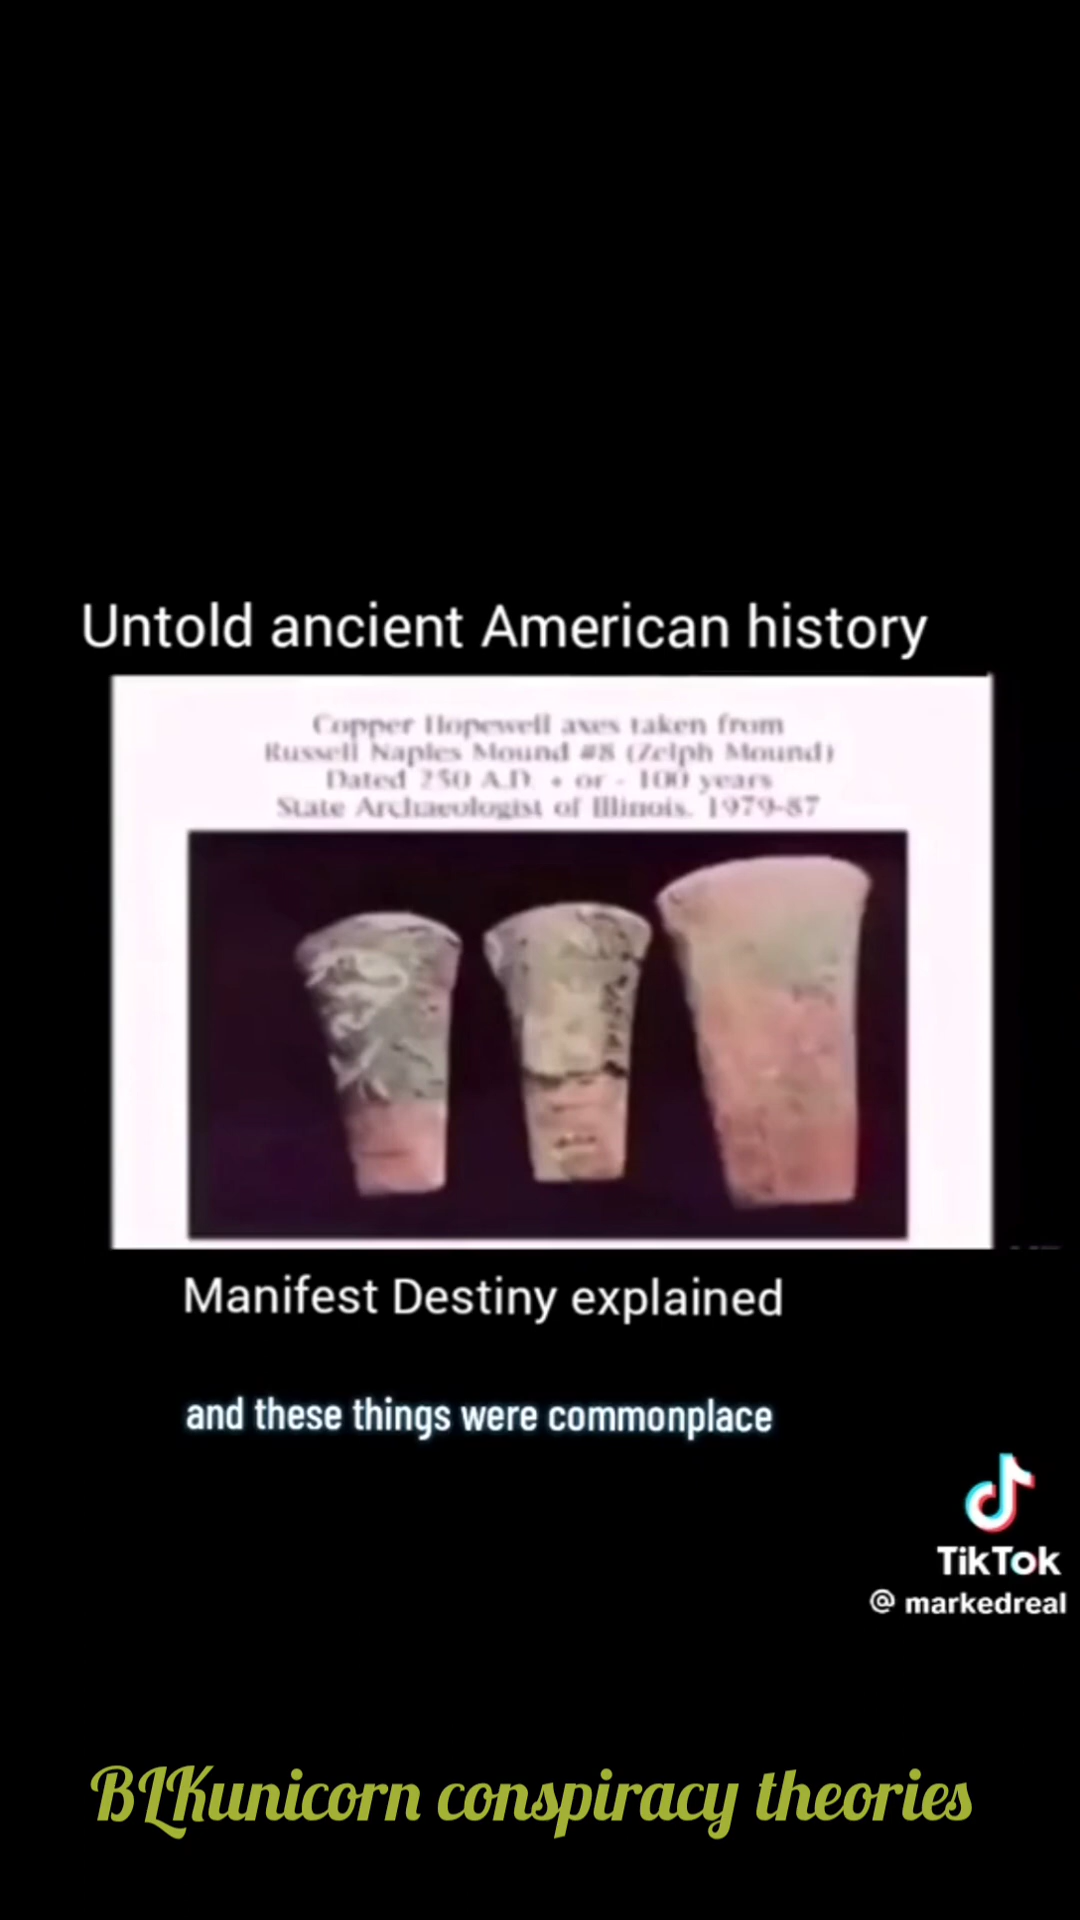 Untold ancient American history
Copper Hopewell axes taken from
Russell Naples Mound #8 (Zelph Mound)
Dated 250 A.D. + or - 100 years
State Archaeologist of Illinois, 1979-87
Manifest Destiny explained
and these things were commonplace
TikTok
@ markedreal
BLKunicorn conspiracy theories